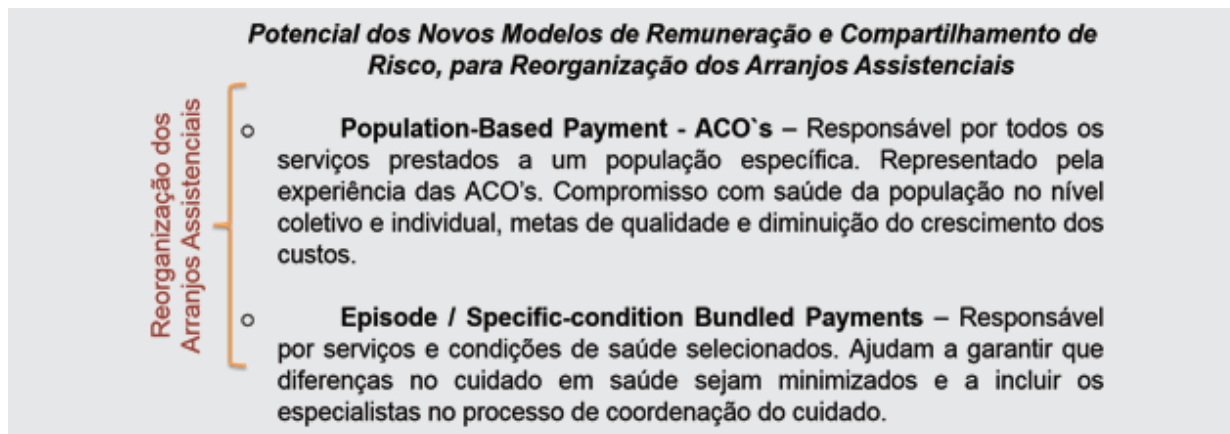 Potencial dos Novos Modelos de Remuneração e Compartilhamento de
Risco, para Reorganização dos Arranjos Assistenciais
Reorganização dos
Arranjos Assistenciais
o Population-Based Payment - ACO`s – Responsável por todos os
serviços prestados a um população específica. Representado pela
experiência das ACO's. Compromisso com saúde da população no nível
coletivo e individual, metas de qualidade e diminuição do crescimento dos
custos.
o Episode / Specific-condition Bundled Payments – Responsável
por serviços e condições de saúde selecionados. Ajudam a garantir que
diferenças no cuidado em saúde sejam minimizados e a incluir os
especialistas no processo de coordenação do cuidado.